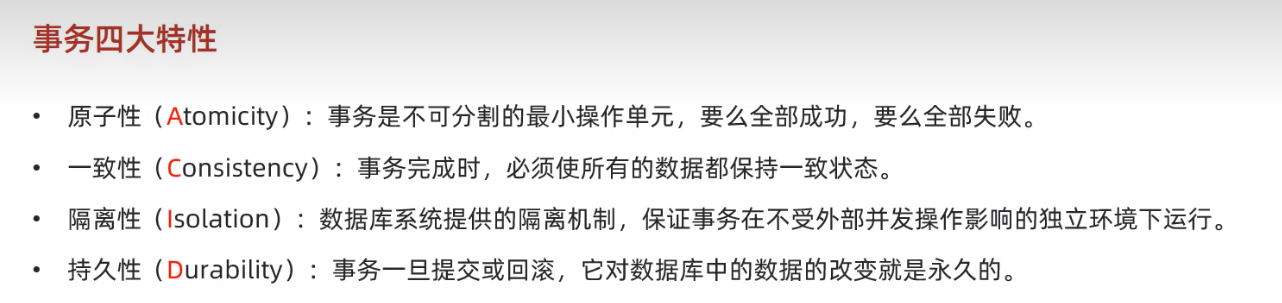 事务四大特性
• 原子性（Atomicity）：事务是不可分割的最小操作单元，要么全部成功，要么全部失败。
• 一致性（Consistency）：事务完成时，必须使所有的数据都保持一致状态。
• 隔离性（Isolation）：数据库系统提供的隔离机制，保证事务在不受外部并发操作影响的独立环境下运行。
• 持久性（Durability）：事务一旦提交或回滚，它对数据库中的数据的改变就是永久的。